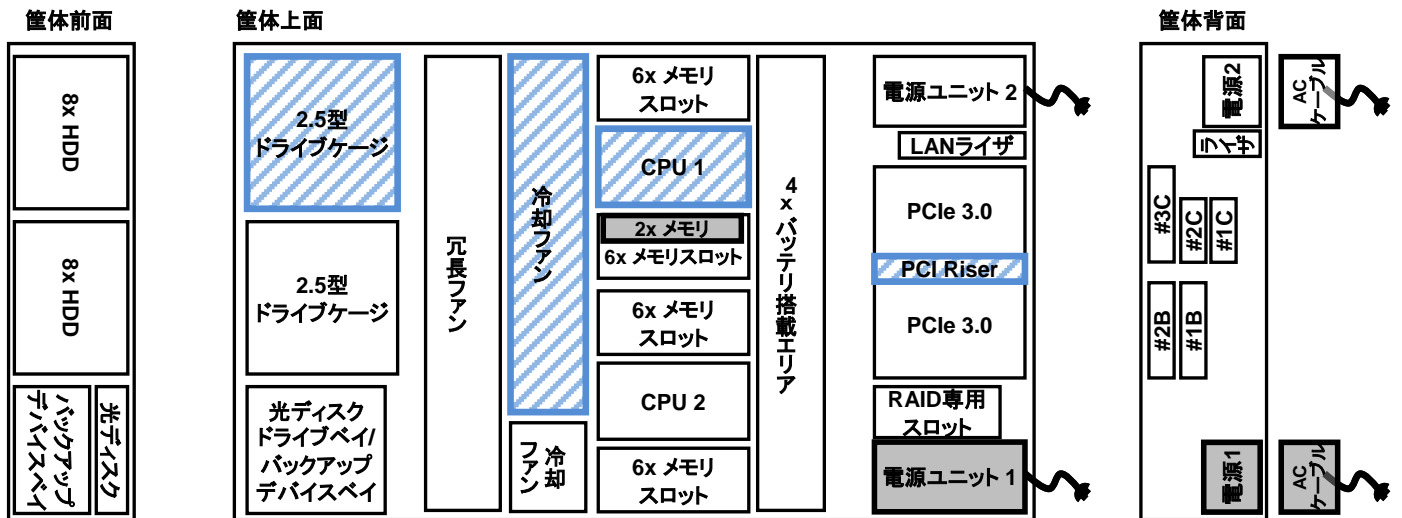 筐体前面
8x HDD
8x HDD
バックアップ
デバイスベイ
光ディスク
筐体上面
2.5型
ドライブケージ
2.5型
ドライブケージ
光ディスク
ドライブベイ/
バックアップ
デバイスベイ
冗長ファン
冷却ファン
冷却
ファン
6x メモリ
スロット
CPU 1
2x メモリ
6x メモリスロット
6x メモリ
スロット
CPU 2
6x メモリ
スロット
4xバッテリ搭載エリア
電源ユニット 2
LANライザ
PCIe 3.0
PCI Riser
PCIe 3.0
RAID専用
スロット
電源ユニット 1
筐体背面
電源2
ライザ
#3C
#2C
#1C
#2B
#1B
電源1
AC
ケーブル
AC
ケーブル